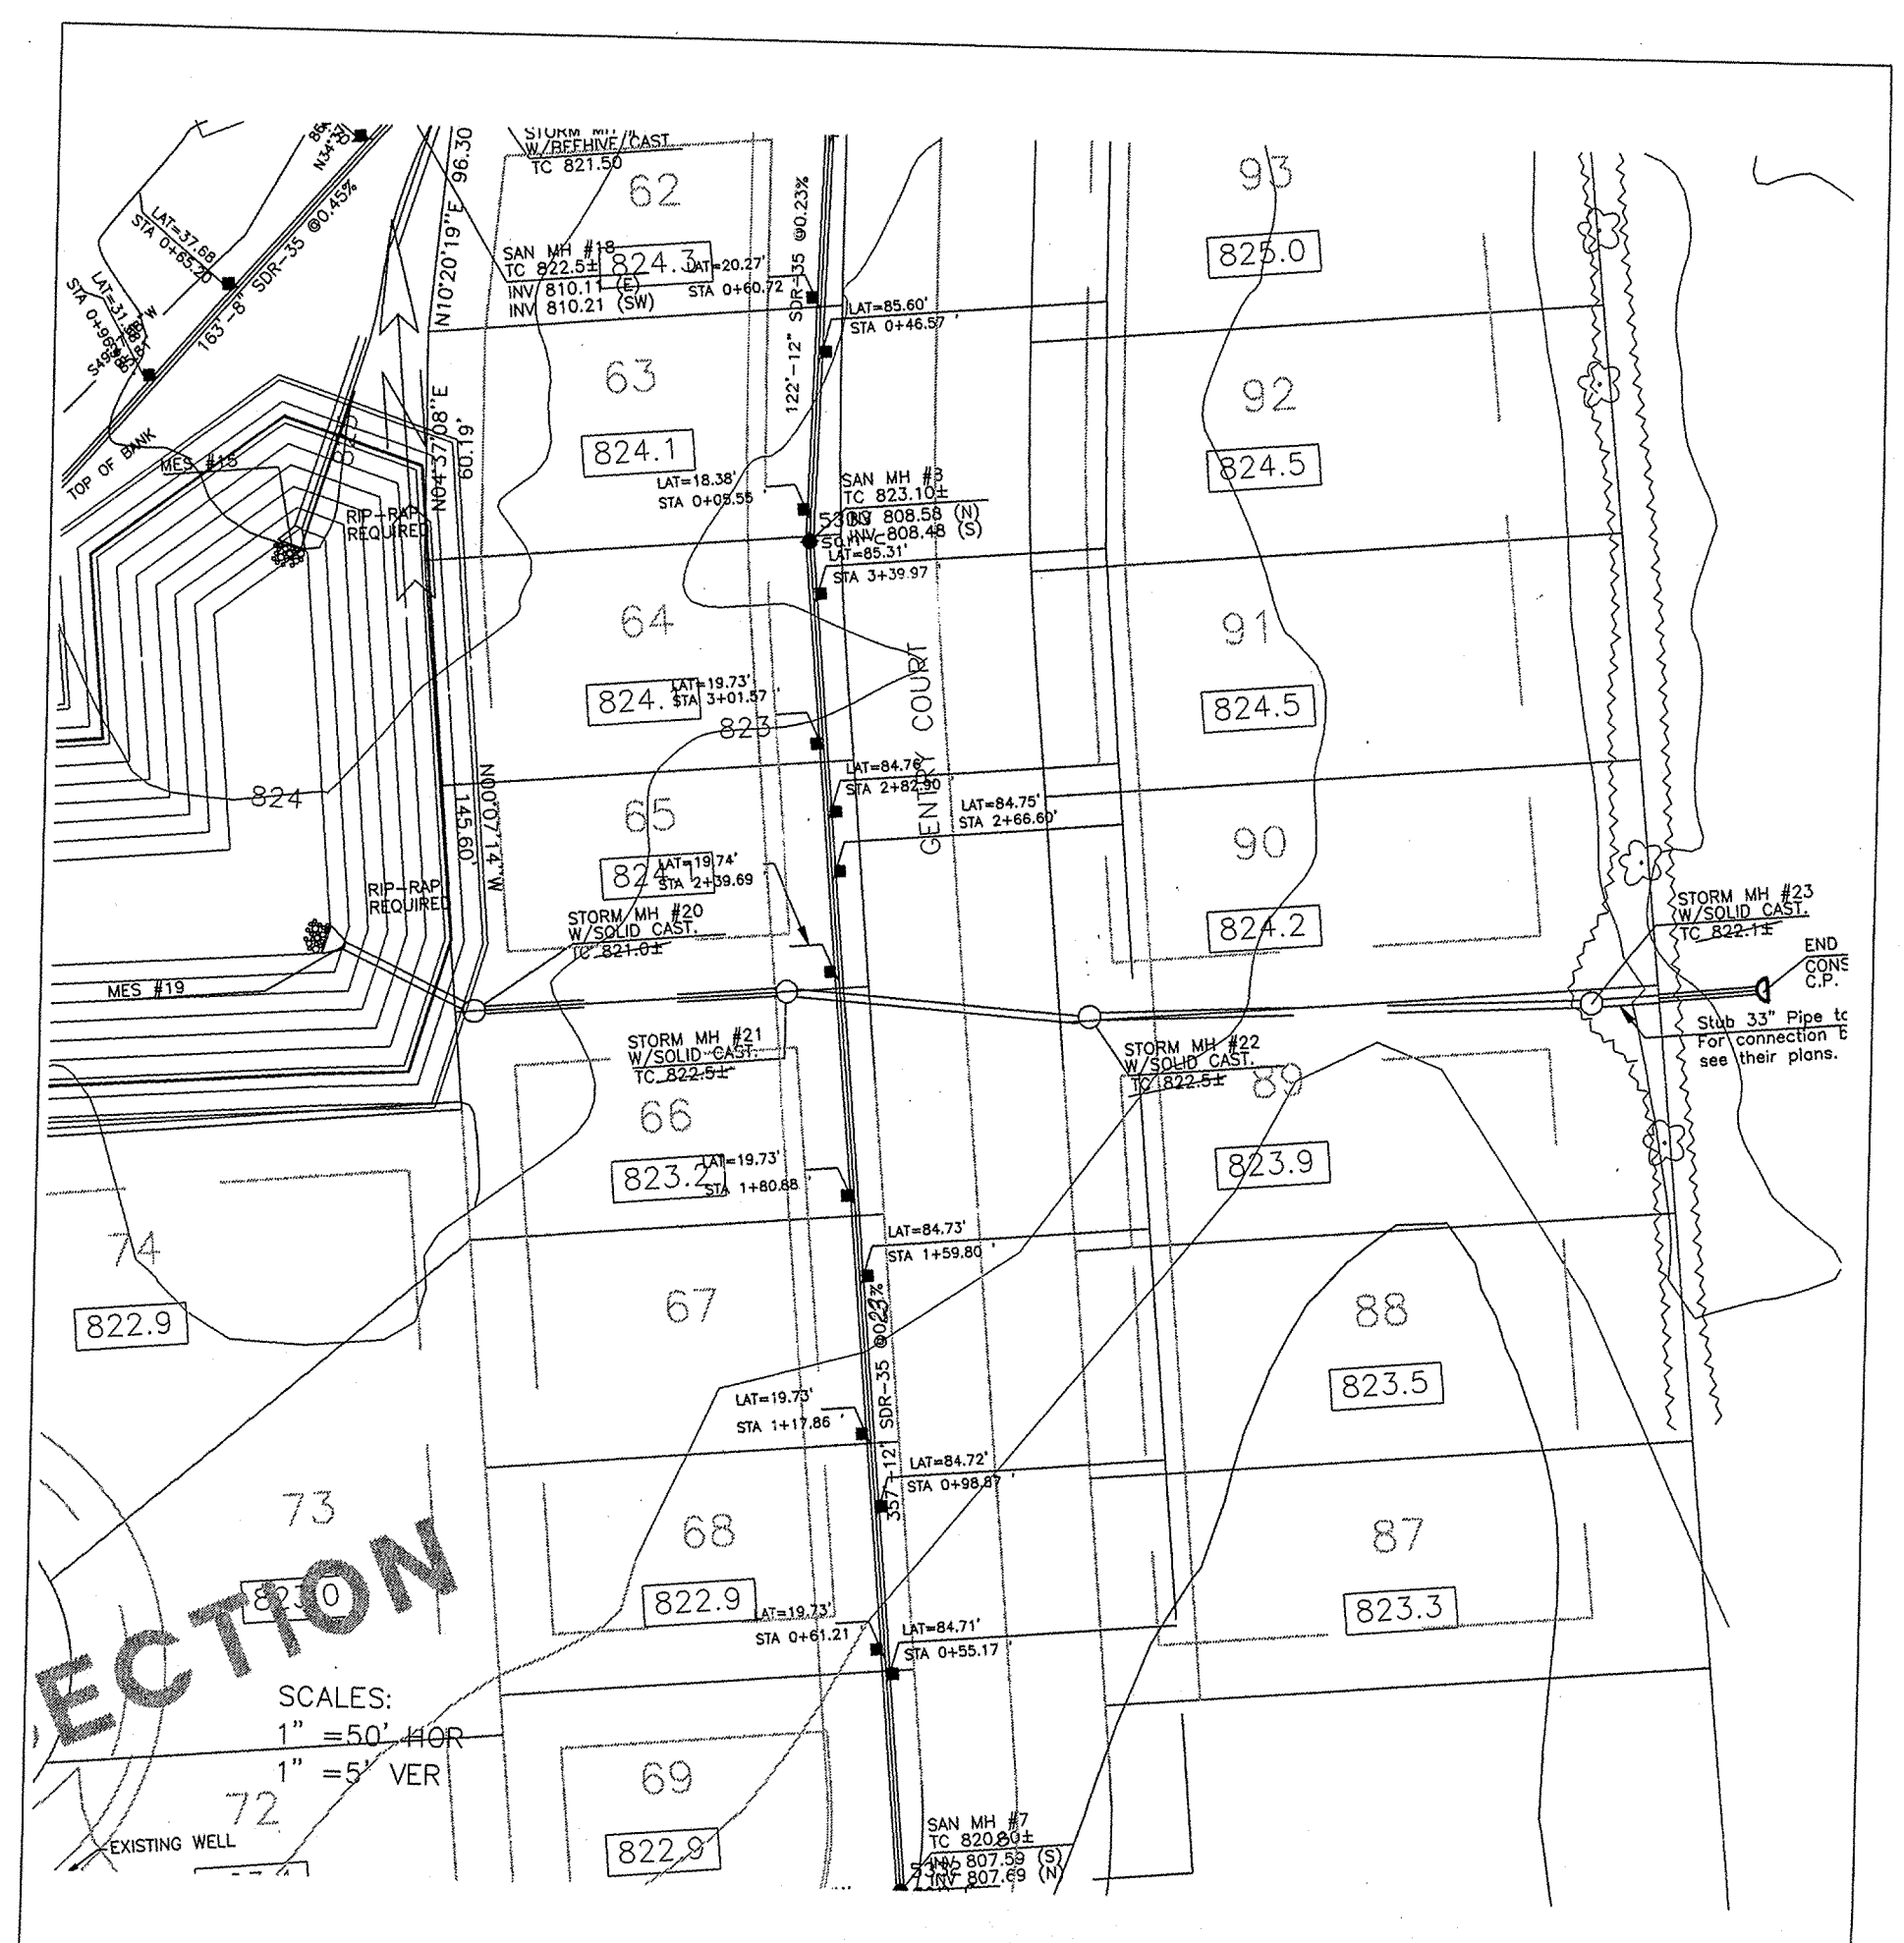 STORM MH
W/BEEHIVE CAST.
TC 821.50
62
824.3
LAT=20.27'
STA 0+60.72
N10°20'19"E 96.30
SAN MH #18
TC 822.5±
INV 810.11 (E)
INV 810.21 (SW)
122'-12" SDR-35 @0.23%
LAT=85.60'
STA 0+46.57
93
825.0
LAT=37.68
STA 0+65.20
163'-8" SDR-35 @0.45%
TOP OF BANK
MES #15
RIP-RAP
REQUIRED
N04°37'08"E
60.19'
63
824.1
LAT=18.38'
STA 0+05.55
SAN MH #8
TC 823.10±
INV 808.58 (N)
INV 808.48 (S)
LAT=85.31'
STA 3+39.97
92
824.5
64
824.
LAT=19.73'
STA 3+01.57
823
GENTRY COURT
91
824.5
824
N00°07'14"W
145.60'
65
LAT=19.74'
STA 2+39.69
LAT=84.76'
STA 2+82.90
LAT=84.75'
STA 2+66.60'
90
824.2
RIP-RAP
REQUIRED
MES #19
STORM MH #20
W/SOLID CAST.
TC 821.0±
STORM MH #21
W/SOLID CAST.
TC 822.5±
STORM MH #22
W/SOLID CAST.
TC 822.5±
STORM MH #23
W/SOLID CAST.
TC 822.1±
END
CONS
C.P.
Stub 33" Pipe to
For connection
see their plans.
89
823.9
66
823.2
LAT=19.73'
STA 1+80.68
LAT=84.73'
STA 1+59.80
74
822.9
67
357'-12" SDR-35 @023%
88
823.5
LAT=19.73'
STA 1+17.86
LAT=84.72'
STA 0+98.87
73
823.0
68
822.9
87
823.3
LAT=19.73'
STA 0+61.21
LAT=84.71'
STA 0+55.17
ECTION
SCALES:
1" =50' HOR
1" =5' VER
72
EXISTING WELL
69
822.9
SAN MH #7
TC 820.80±
INV 807.59 (S)
INV 807.69 (N)